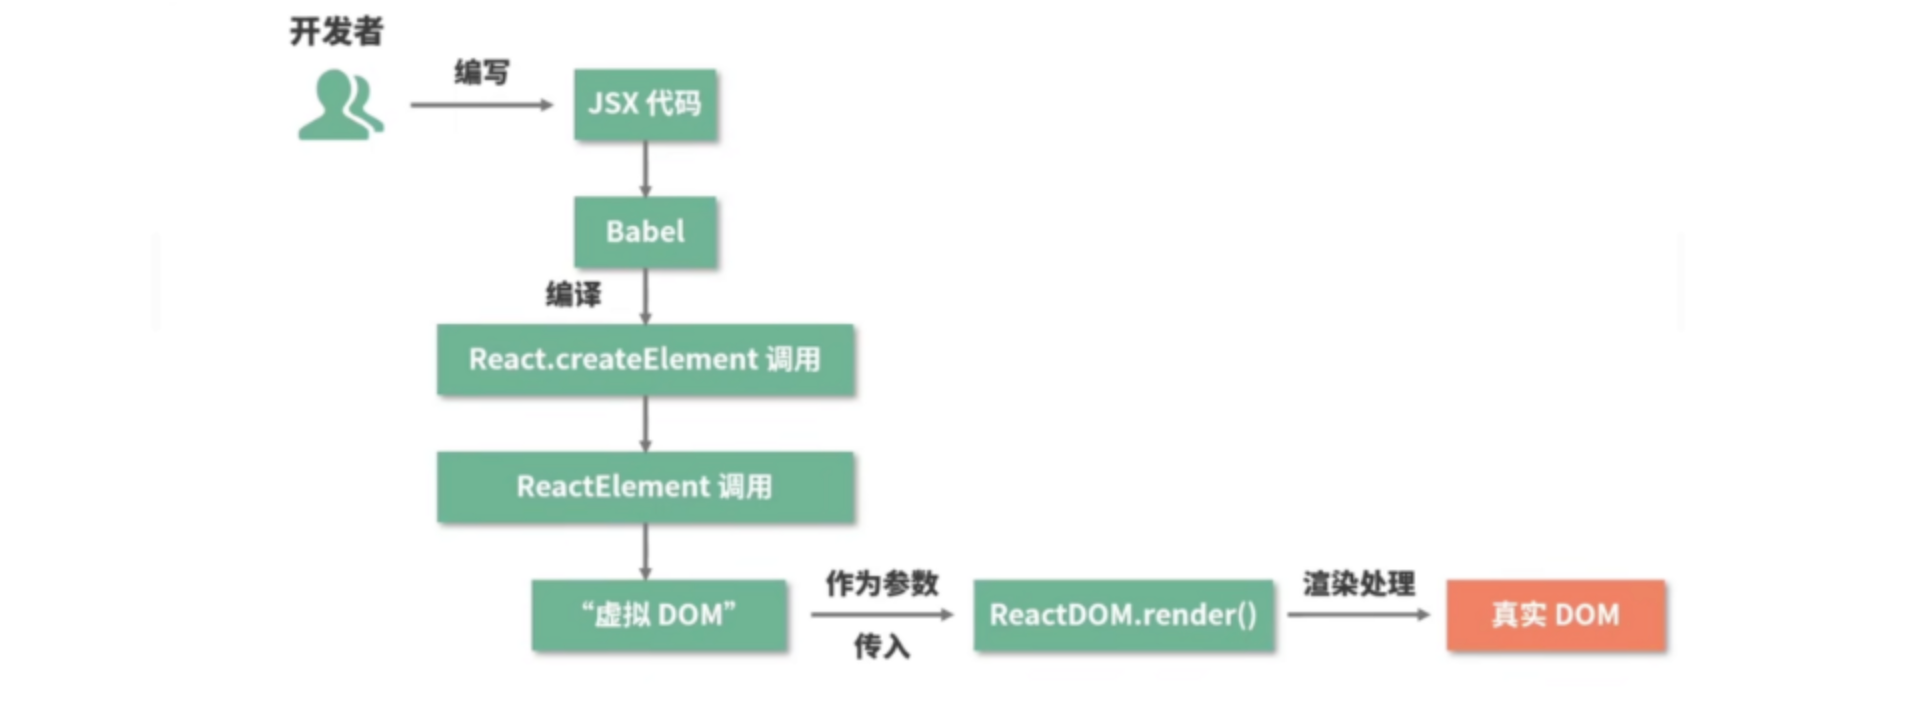 开发者
编写
JSX 代码
Babel
编译
React.createElement 调用
ReactElement 调用
“虚拟 DOM”
作为参数
传入
ReactDOM.render()
渲染处理
真实 DOM